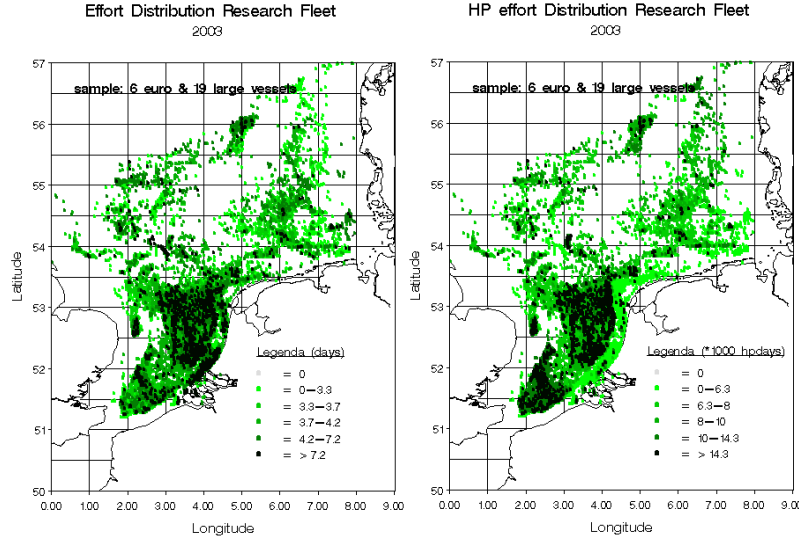 Effort Distribution Research Fleet
2003
sample: 6 euro & 19 large vessels
57
56
55
54
53
52
51
50
Latitude
0.00 1.00 2.00 3.00 4.00 5.00 6.00 7.00 8.00 9.00
Longitude
Legenda (days)
= 0
= 0-3.3
= 3.3-3.7
= 3.7-4.2
= 4.2-7.2
= > 7.2
HP effort Distribution Research Fleet
2003
sample: 6 euro & 19 large vessels
57
56
55
54
53
52
51
50
Latitude
0.00 1.00 2.00 3.00 4.00 5.00 6.00 7.00 8.00 9.00
Longitude
Legenda (*1000 hpdays)
= 0
= 0-6.3
= 6.3-8
= 8-10
= 10-14.3
= > 14.3